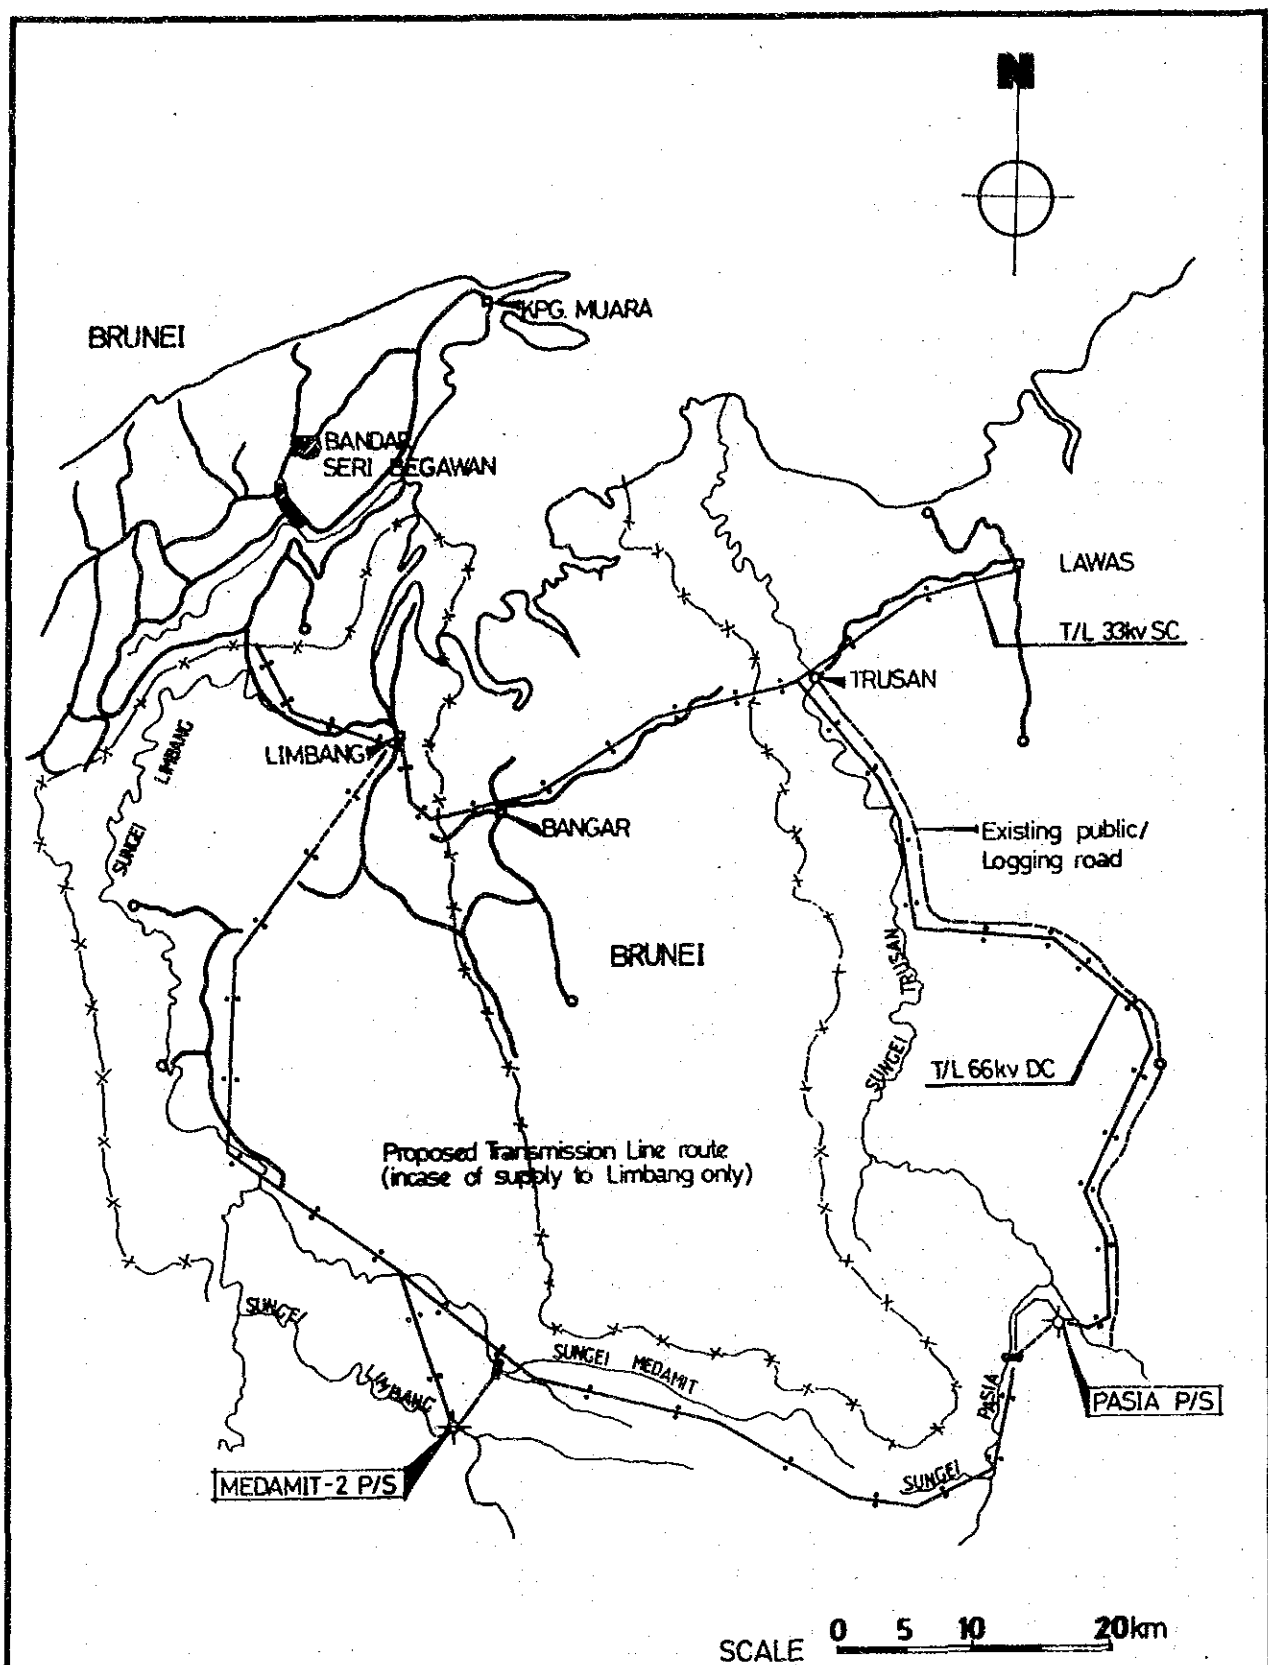 N
KPG. MUARA
BRUNEI
BANDAR
SERI BEGAWAN
LAWAS
T/L 33kv SC
TRUSAN
LIMBANG
SUNGEI LIMBANG
BANGAR
Existing public/
Logging road
BRUNEI
SUNGEI TRUSAN
T/L 66kv DC
Proposed Transmission Line route
(incase of supply to Limbang only)
SUNGEI LIMBANG
SUNGEI MEDAMIT
SUNGEI PASIA
PASIA P/S
MEDAMIT-2 P/S
SCALE 0 5 10 20km